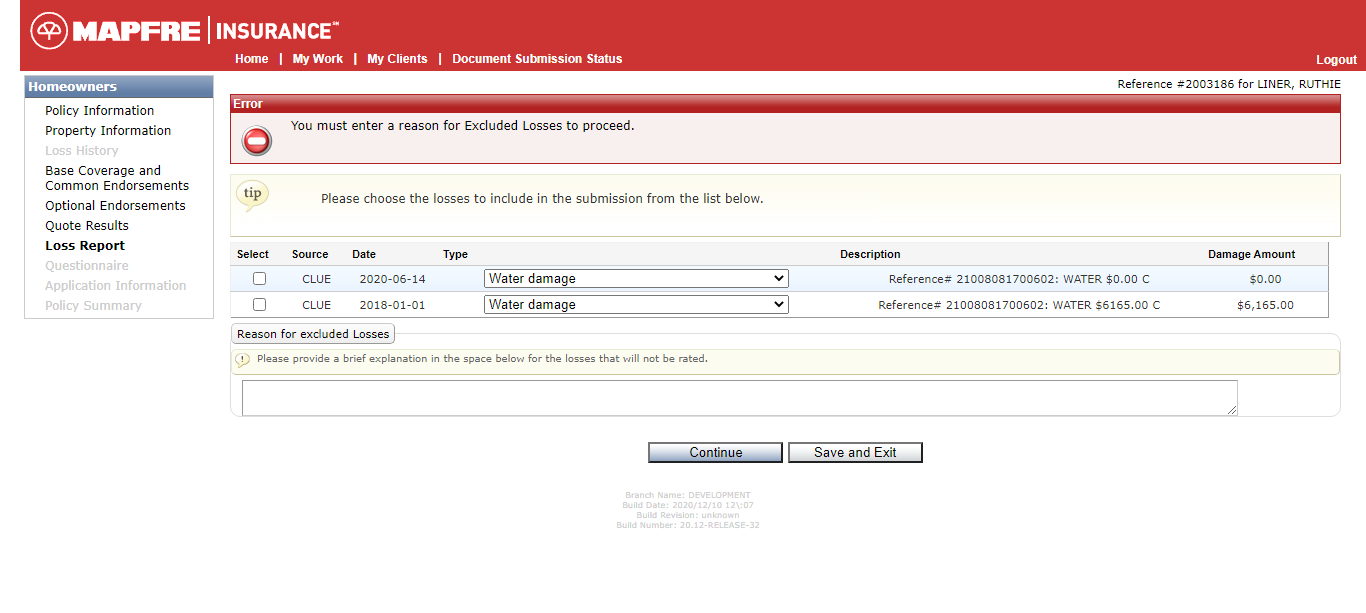 MAPFRE | INSURANCE℠
Home | My Work | My Clients | Document Submission Status
Logout
Reference #2003186 for LINER, RUTHIE
Homeowners
Policy Information
Property Information
Loss History
Base Coverage and
Common Endorsements
Optional Endorsements
Quote Results
Loss Report
Questionnaire
Application Information
Policy Summary
Error
You must enter a reason for Excluded Losses to proceed.
tip
Please choose the losses to include in the submission from the list below.
Select Source Date Type Description Damage Amount
CLUE 2020-06-14 Water damage Reference# 21008081700602: WATER $0.00 C $0.00
CLUE 2018-01-01 Water damage Reference# 21008081700602: WATER $6165.00 C $6,165.00
Reason for excluded Losses
! Please provide a brief explanation in the space below for the losses that will not be rated.
Continue Save and Exit
Branch Name: DEVELOPMENT
Build Date: 2020/12/10 12\:07
Build Revision: unknown
Build Number: 20.12-RELEASE-32